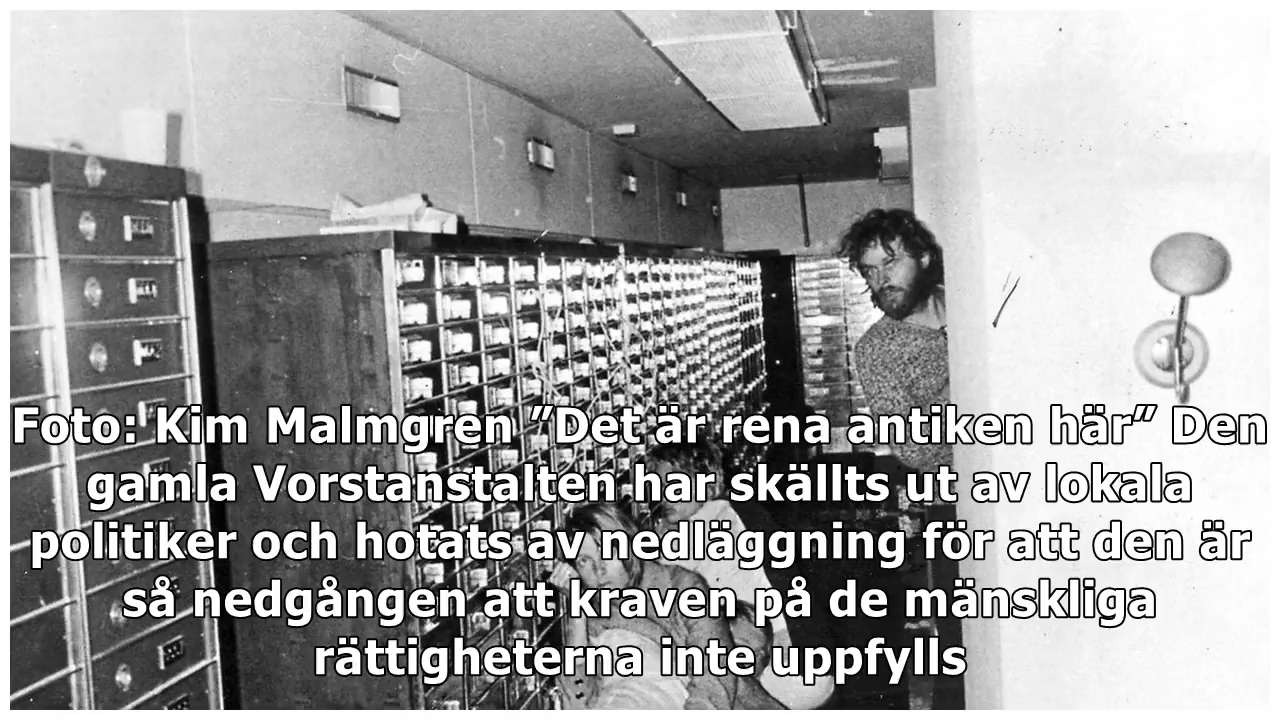 Foto: Kim Malmgren ”Det är rena antiken här” Den
gamla Vorstanstalten har skällts ut av lokala
politiker och hotats av nedläggning för att den är
så nedgången att kraven på de mänskliga
rättigheterna inte uppfylls